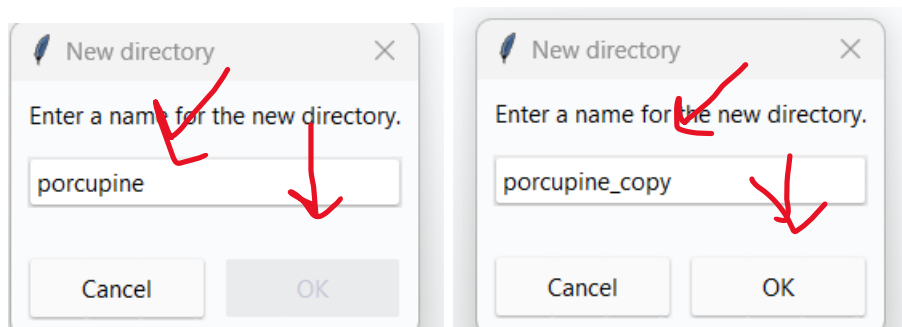 New directory
Enter a name for the new directory.
porcupine
Cancel
OK
New directory
Enter a name for the new directory.
porcupine_copy
Cancel
OK